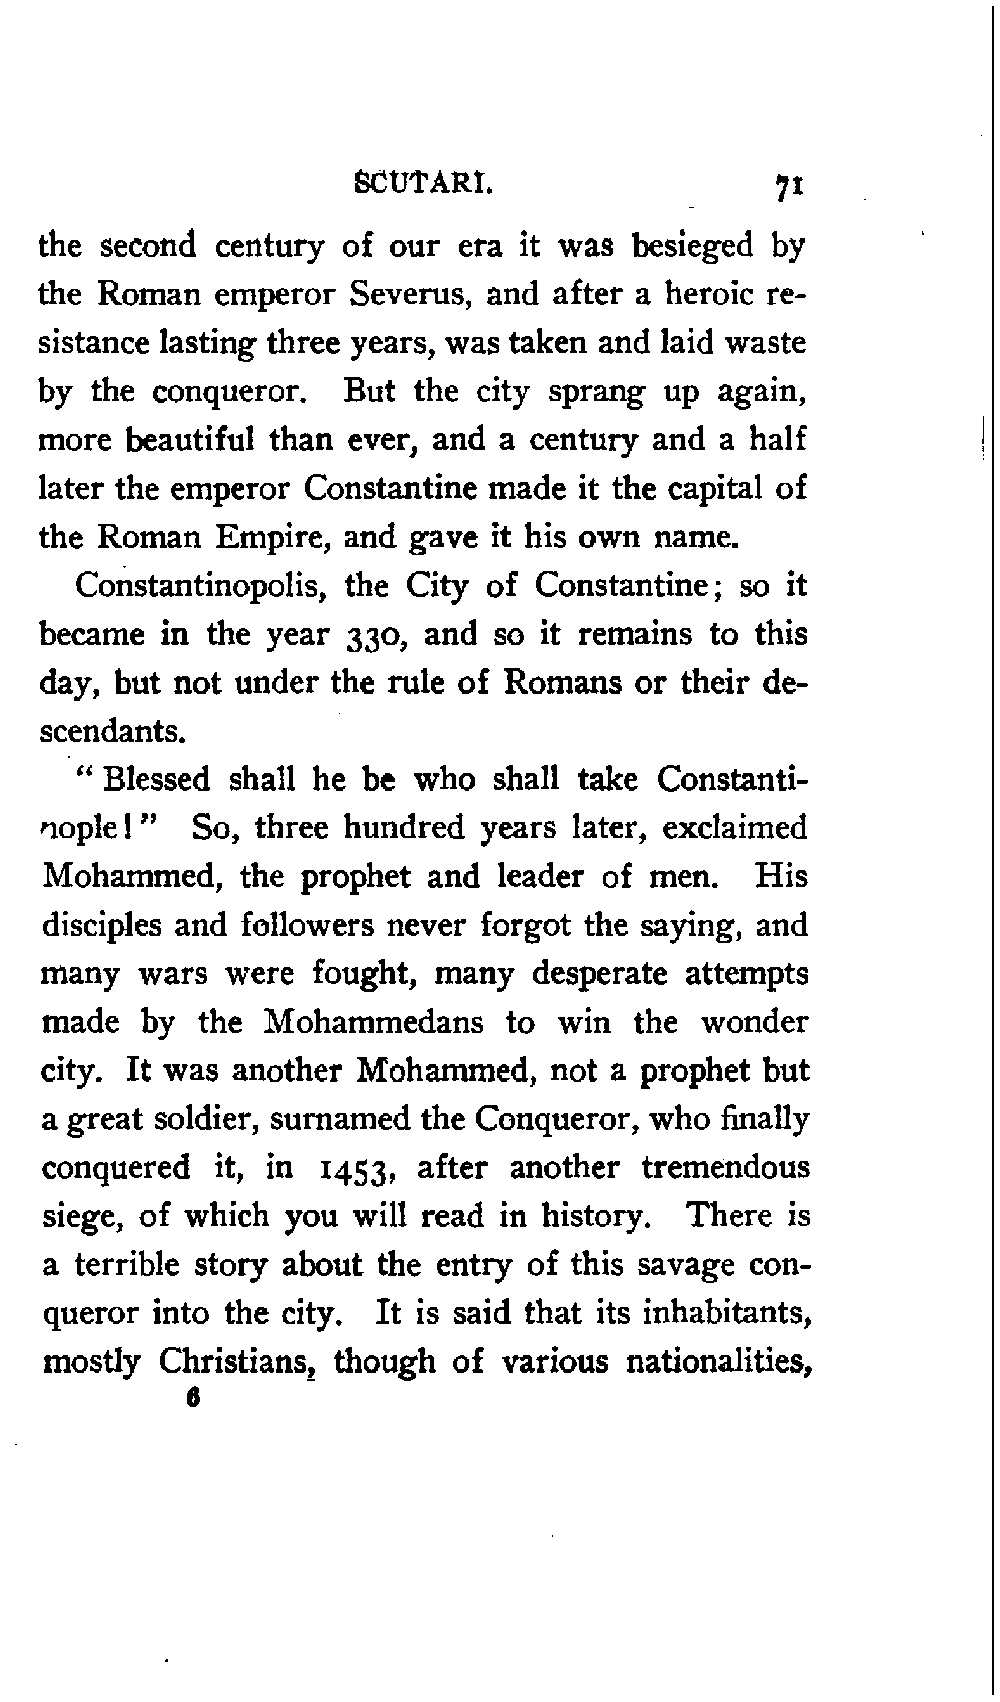 SCUTARI. 71
the second century of our era it was besieged by
the Roman emperor Severus, and after a heroic re-
sistance lasting three years, was taken and laid waste
by the conqueror. But the city sprang up again,
more beautiful than ever, and a century and a half
later the emperor Constantine made it the capital of
the Roman Empire, and gave it his own name.
Constantinopolis, the City of Constantine; so it
became in the year 330, and so it remains to this
day, but not under the rule of Romans or their de-
scendants.
“Blessed shall he be who shall take Constanti-
nople!” So, three hundred years later, exclaimed
Mohammed, the prophet and leader of men. His
disciples and followers never forgot the saying, and
many wars were fought, many desperate attempts
made by the Mohammedans to win the wonder
city. It was another Mohammed, not a prophet but
a great soldier, surnamed the Conqueror, who finally
conquered it, in 1453, after another tremendous
siege, of which you will read in history. There is
a terrible story about the entry of this savage con-
queror into the city. It is said that its inhabitants,
mostly Christians, though of various nationalities,
6